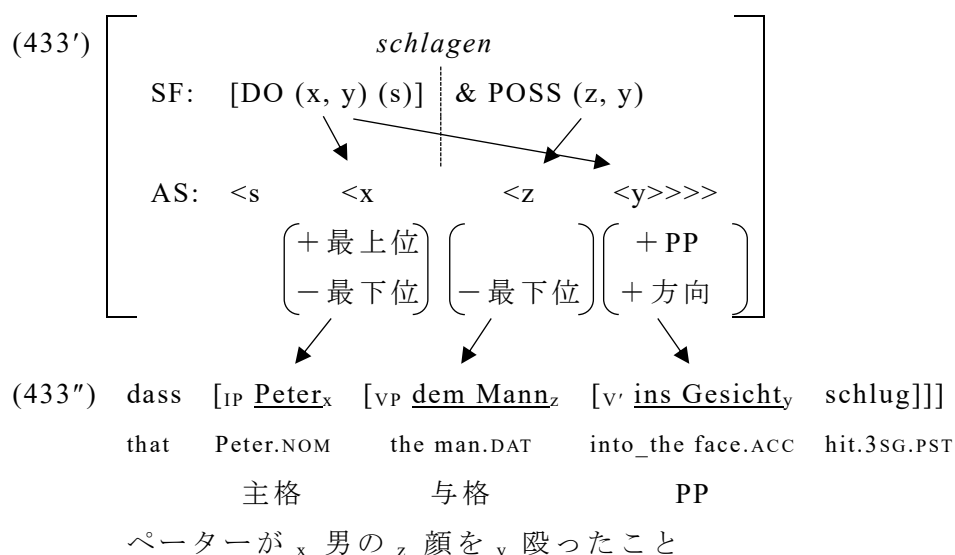 (433′) schlagen
SF: [DO (x, y) (s)] & POSS (z, y)
AS: <s <x <z <y>>>>
+最上位 +PP
−最下位 −最下位 +方向
(433″) dass [IP Peterx [VP dem Mannz [V′ ins Gesichty schlug]]]
that Peter.NOM the man.DAT into_the face.ACC hit.3SG.PST
主格 与格 PP
ペーターが x 男の z 顔を y 殴ったこと